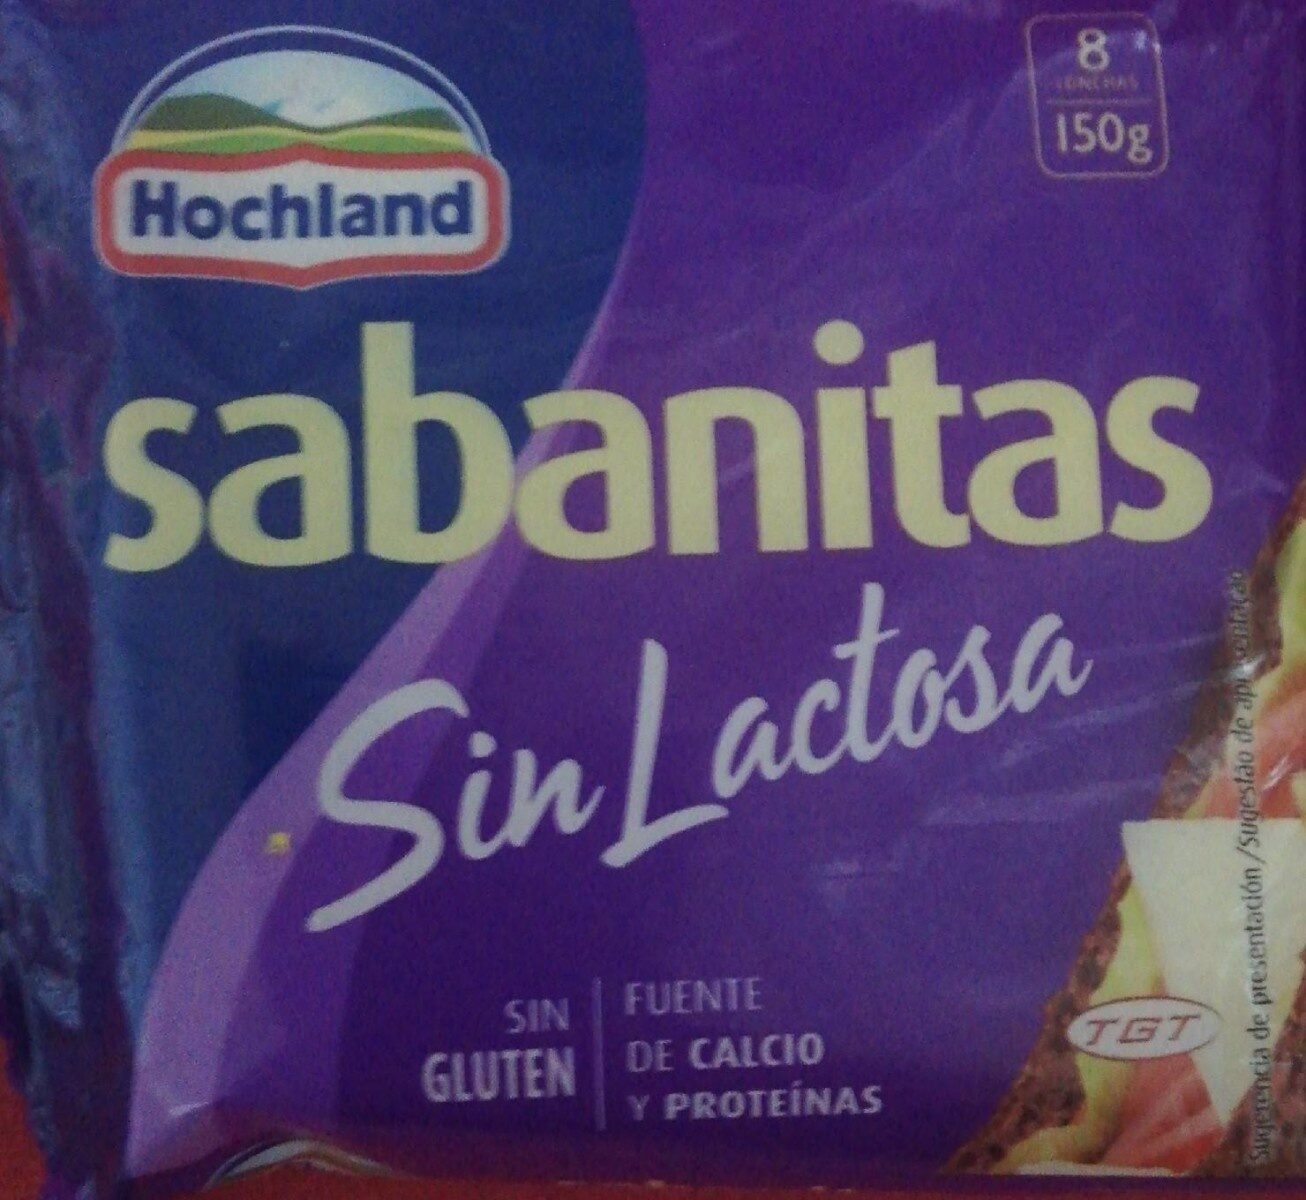 Hochland
8
LONCHAS
150g
sabanitas
Sin Lactosa
SIN
GLUTEN
FUENTE
DE CALCIO
Y PROTEÍNAS
TGT
Sugerencia de presentación / Sugestão de apresentação